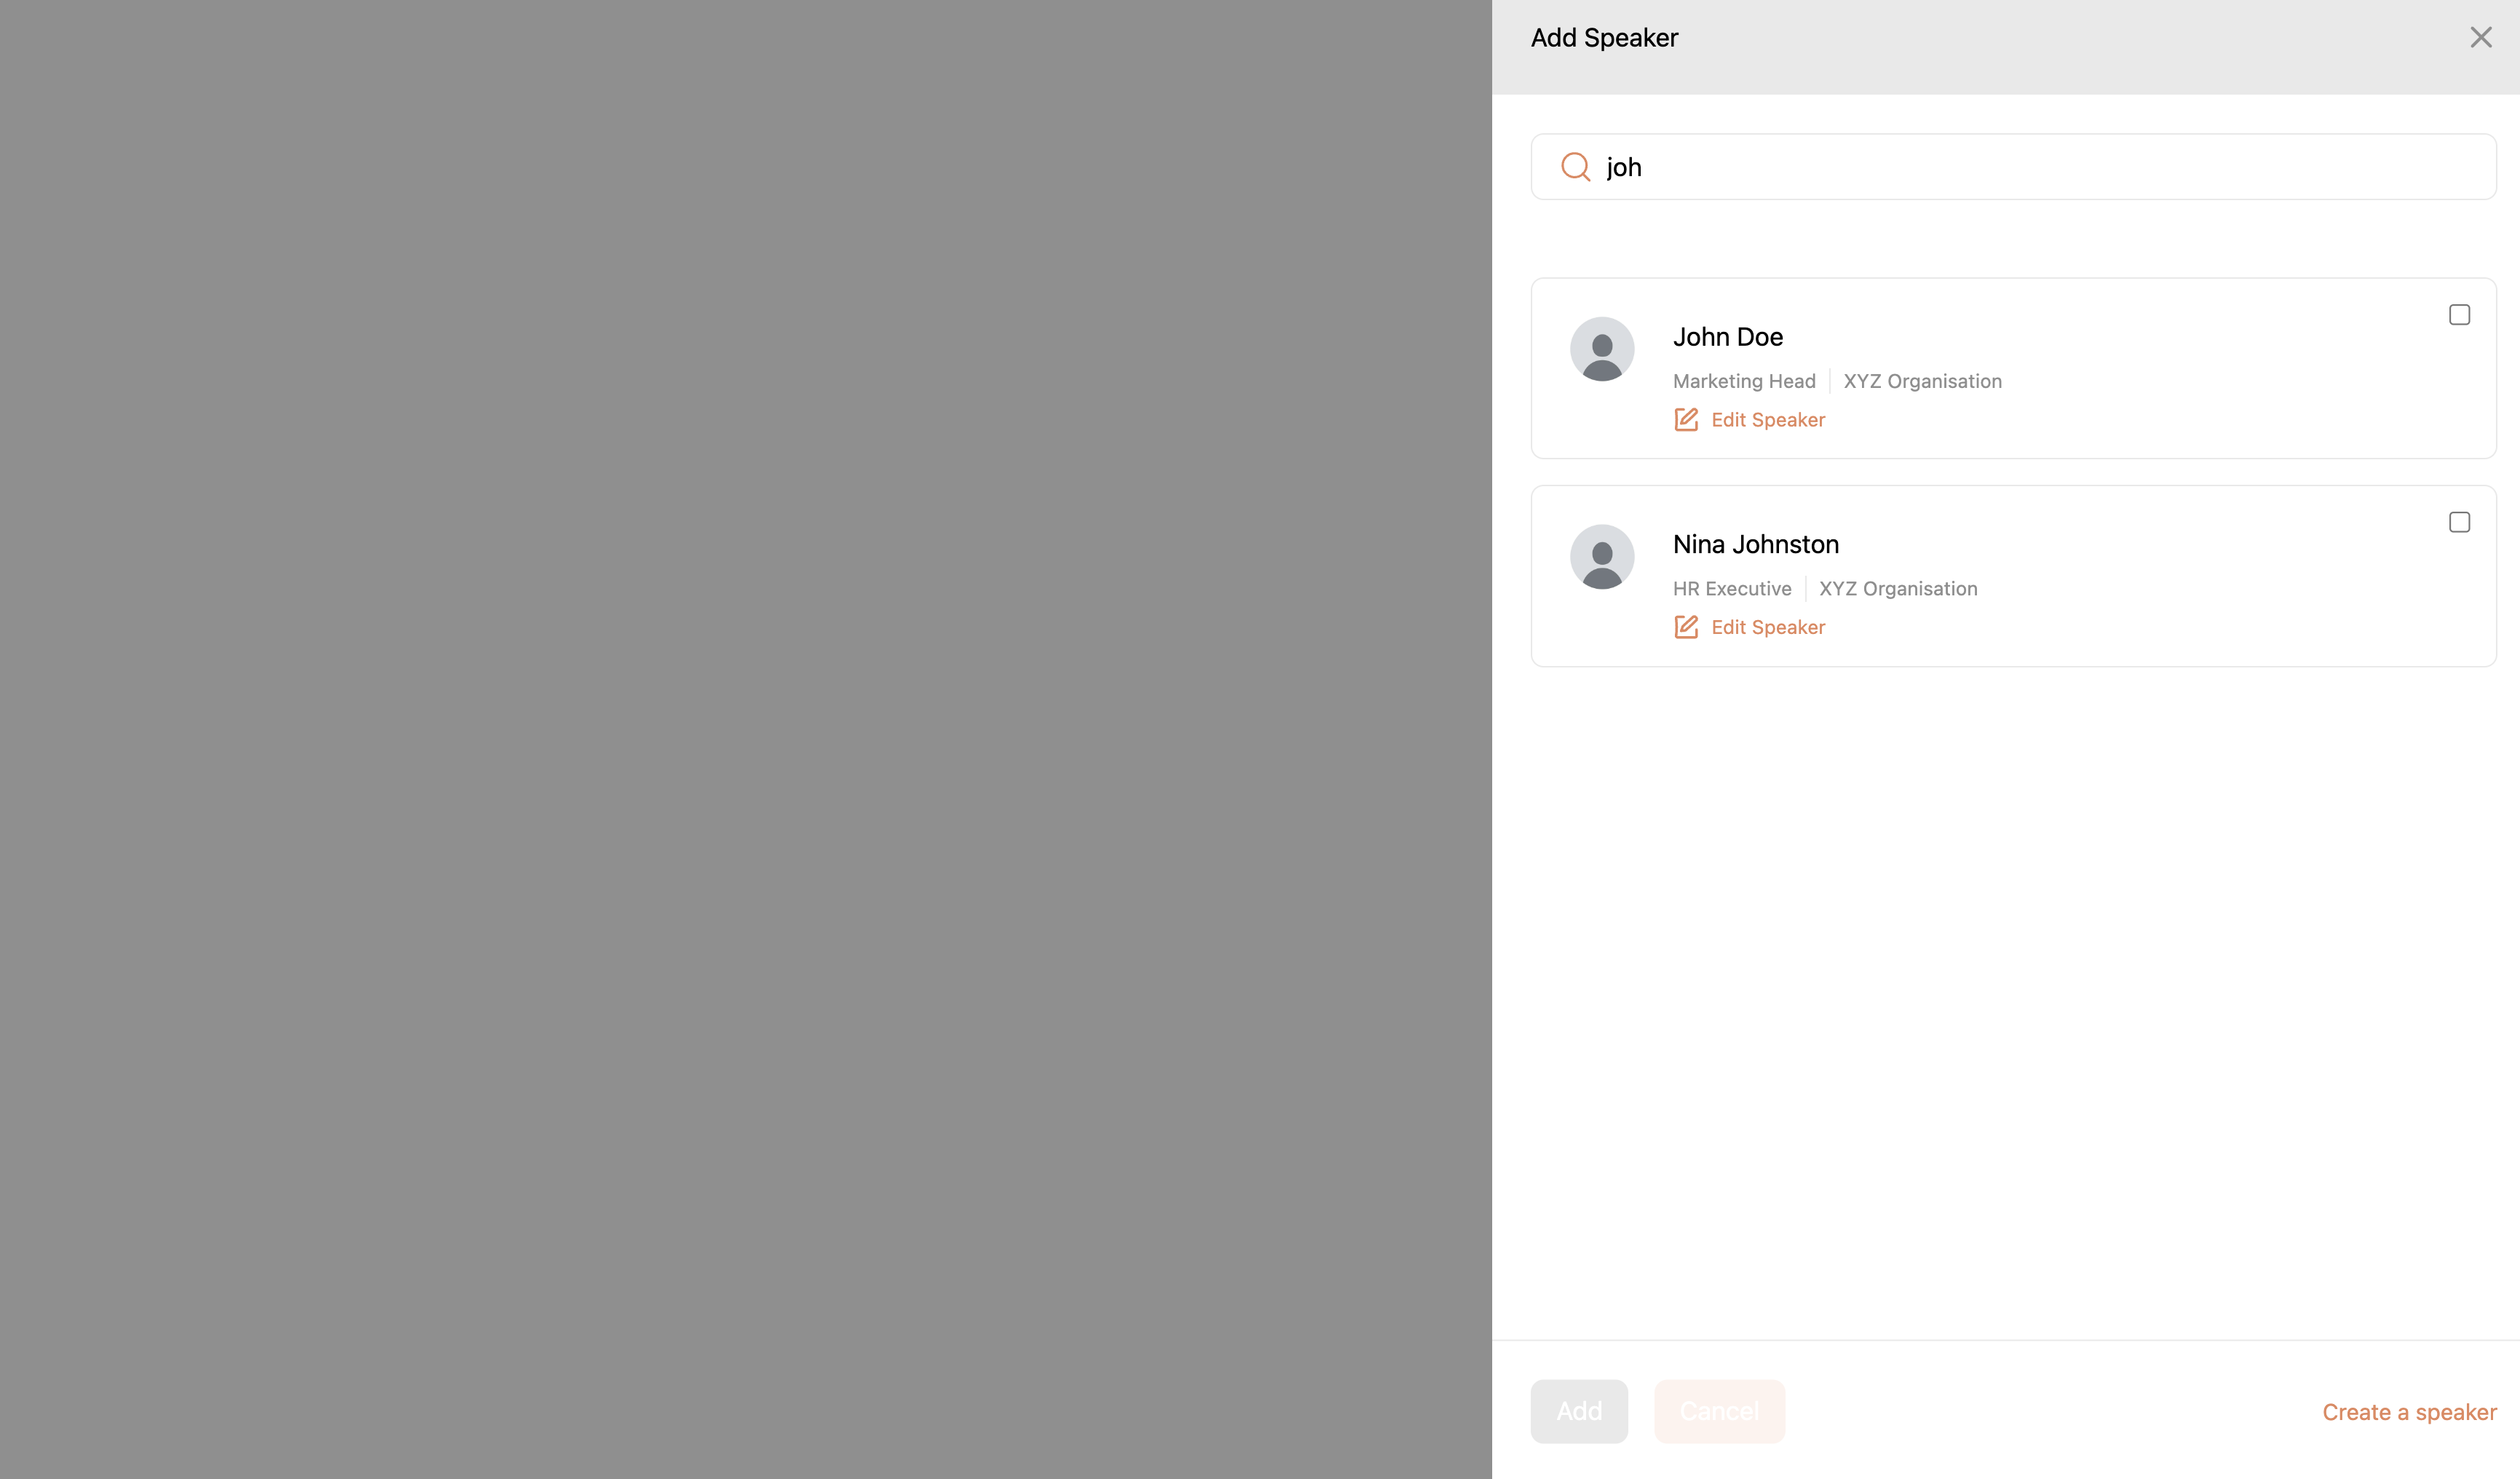 Add Speaker
joh
John Doe
Marketing Head XYZ Organisation
Edit Speaker
Nina Johnston
HR Executive XYZ Organisation
Edit Speaker
Add Cancel Create a speaker